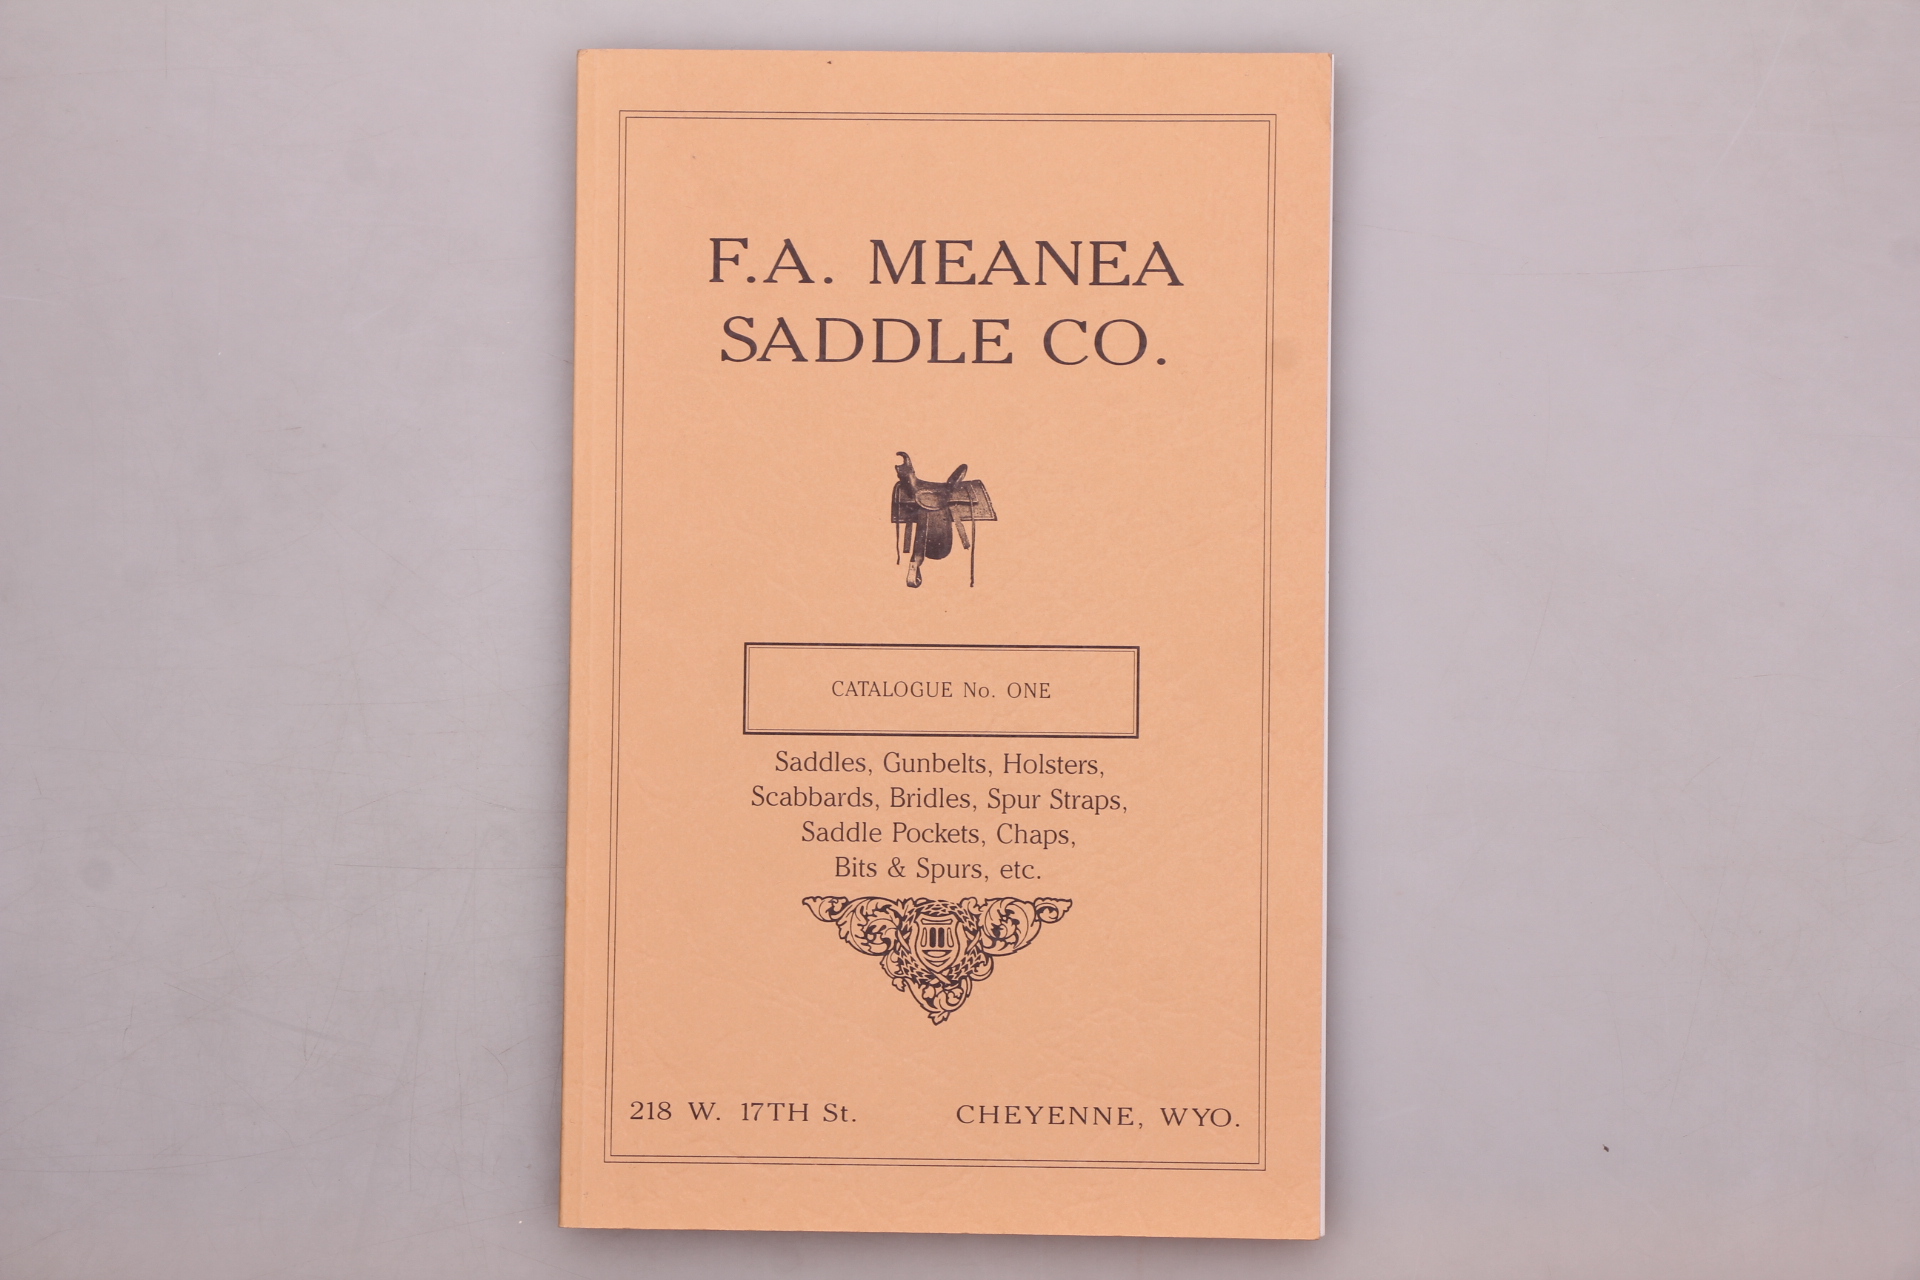 F.A. MEANEA
SADDLE CO.
CATALOGUE No. ONE
Saddles, Gunbelts, Holsters,
Scabbards, Bridles, Spur Straps,
Saddle Pockets, Chaps,
Bits & Spurs, etc.
218 W. 17TH St. CHEYENNE, WYO.